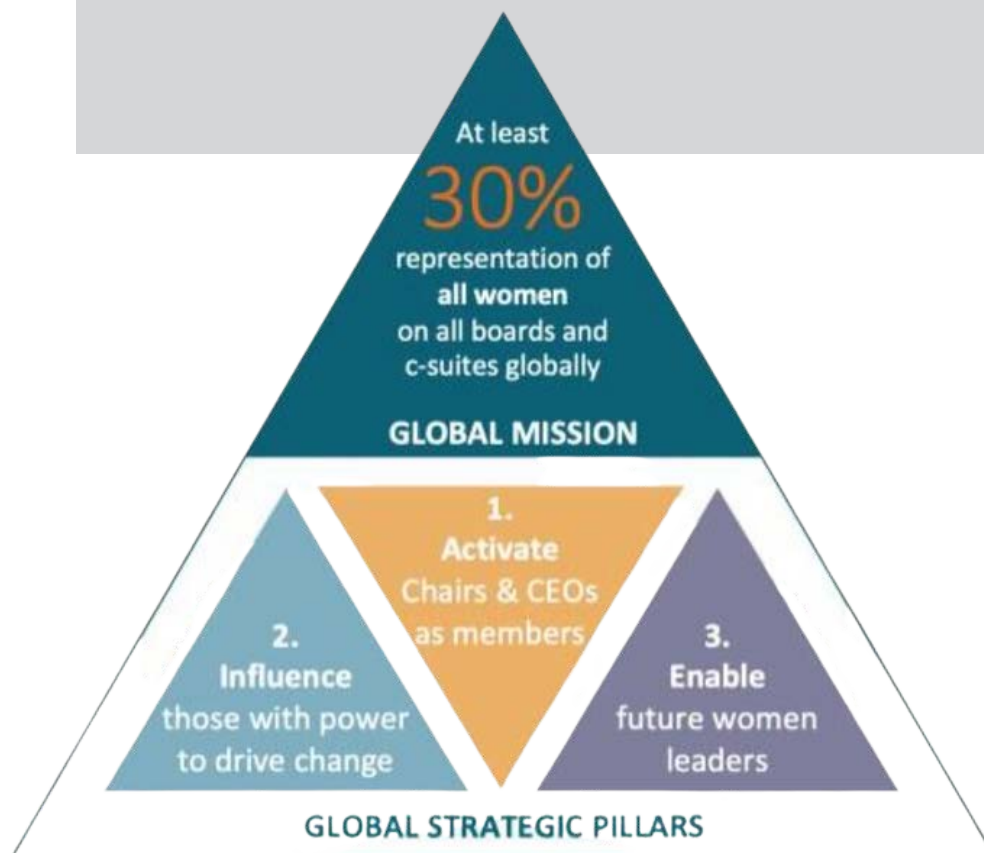 At least
30%
representation of
all women
on all boards and
c-suites globally
GLOBAL MISSION
1.
Activate
Chairs & CEOs
as members
2.
Influence
those with power
to drive change
3.
Enable
future women
leaders
GLOBAL STRATEGIC PILLARS